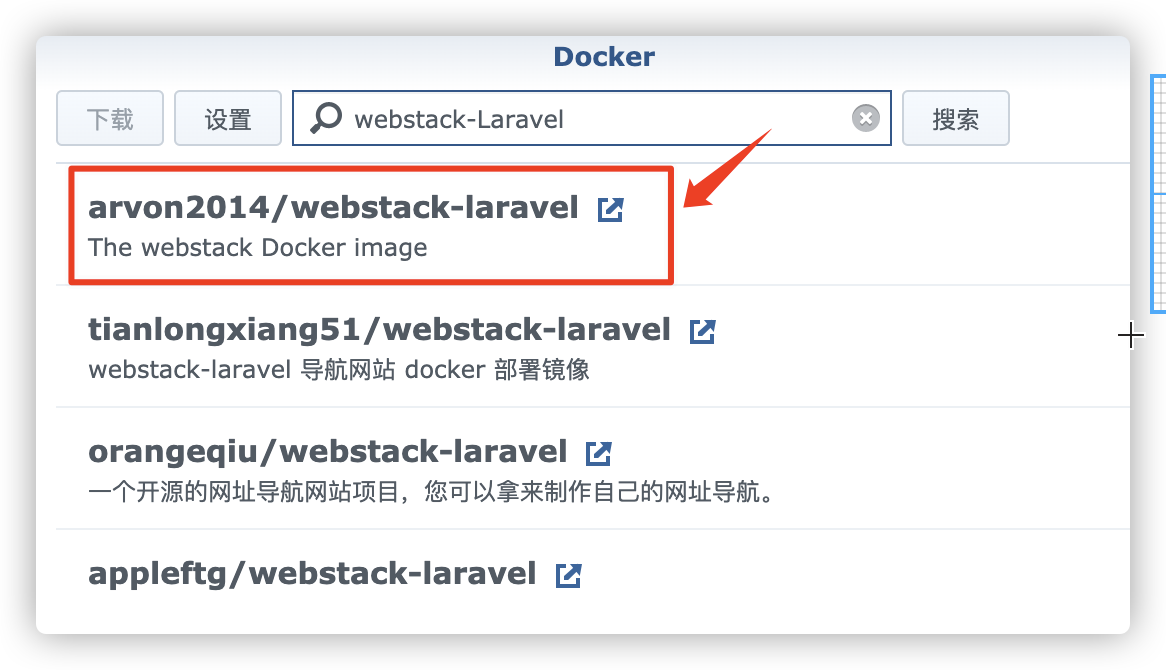 Docker
下载 设置 webstack-Laravel 搜索
arvon2014/webstack-laravel
The webstack Docker image
tianlongxiang51/webstack-laravel
webstack-laravel 导航网站 docker 部署镜像
orangeqiu/webstack-laravel
一个开源的网址导航网站项目，您可以拿来制作自己的网址导航。
appleftg/webstack-laravel